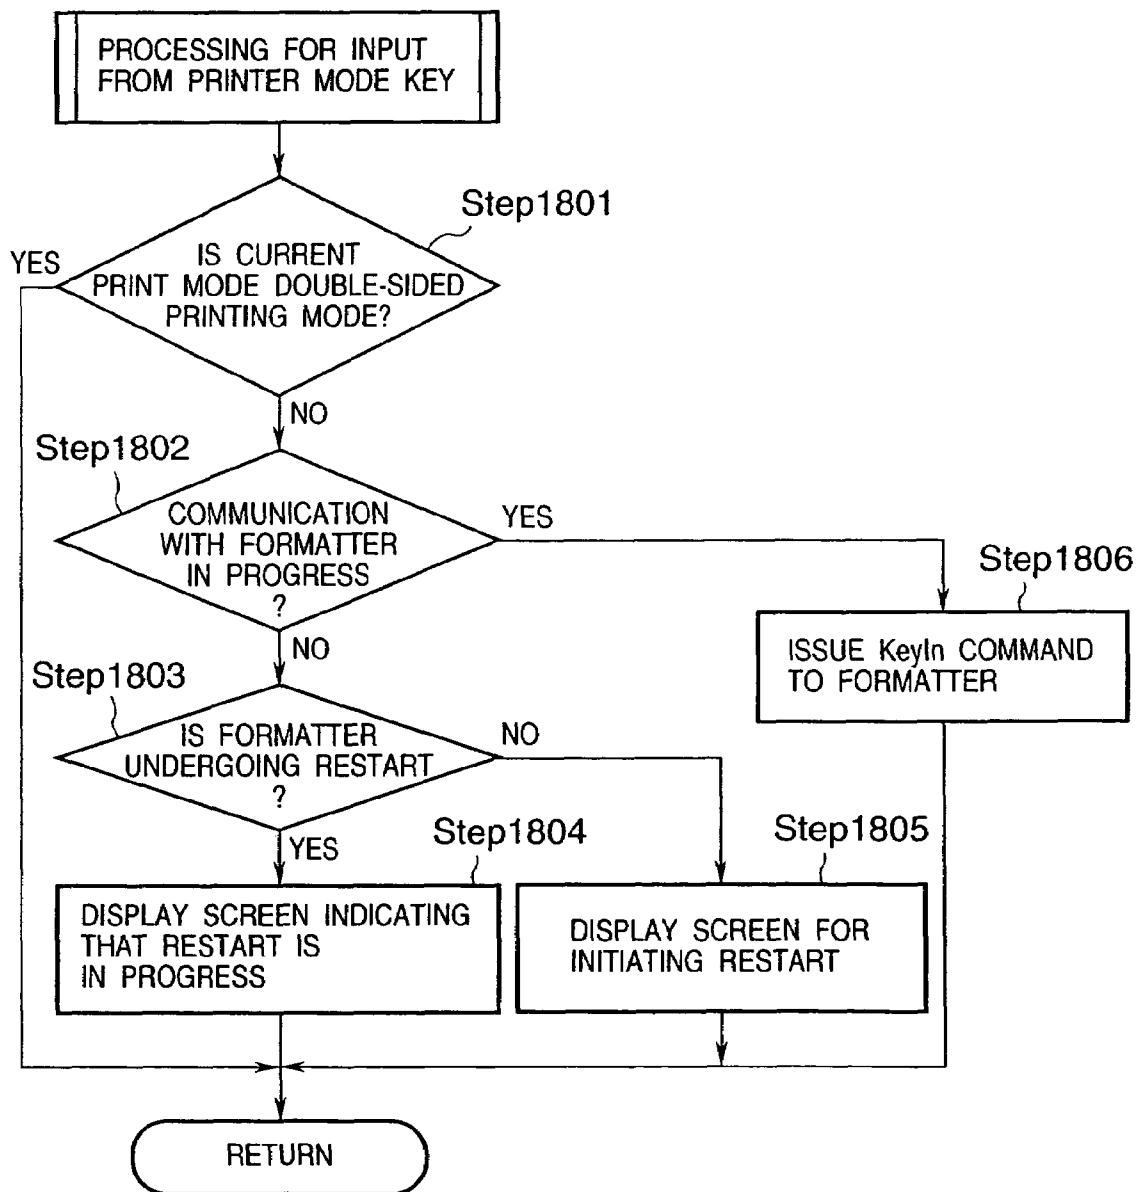 PROCESSING FOR INPUT
FROM PRINTER MODE KEY
Step1801
YES
IS CURRENT
PRINT MODE DOUBLE-SIDED
PRINTING MODE?
NO
Step1802
COMMUNICATION
WITH FORMATTER
IN PROGRESS
?
YES
Step1806
ISSUE KeyIn COMMAND
TO FORMATTER
NO
Step1803
IS FORMATTER
UNDERGOING RESTART
?
NO
YES
Step1804
Step1805
DISPLAY SCREEN INDICATING
THAT RESTART IS
IN PROGRESS
DISPLAY SCREEN FOR
INITIATING RESTART
RETURN